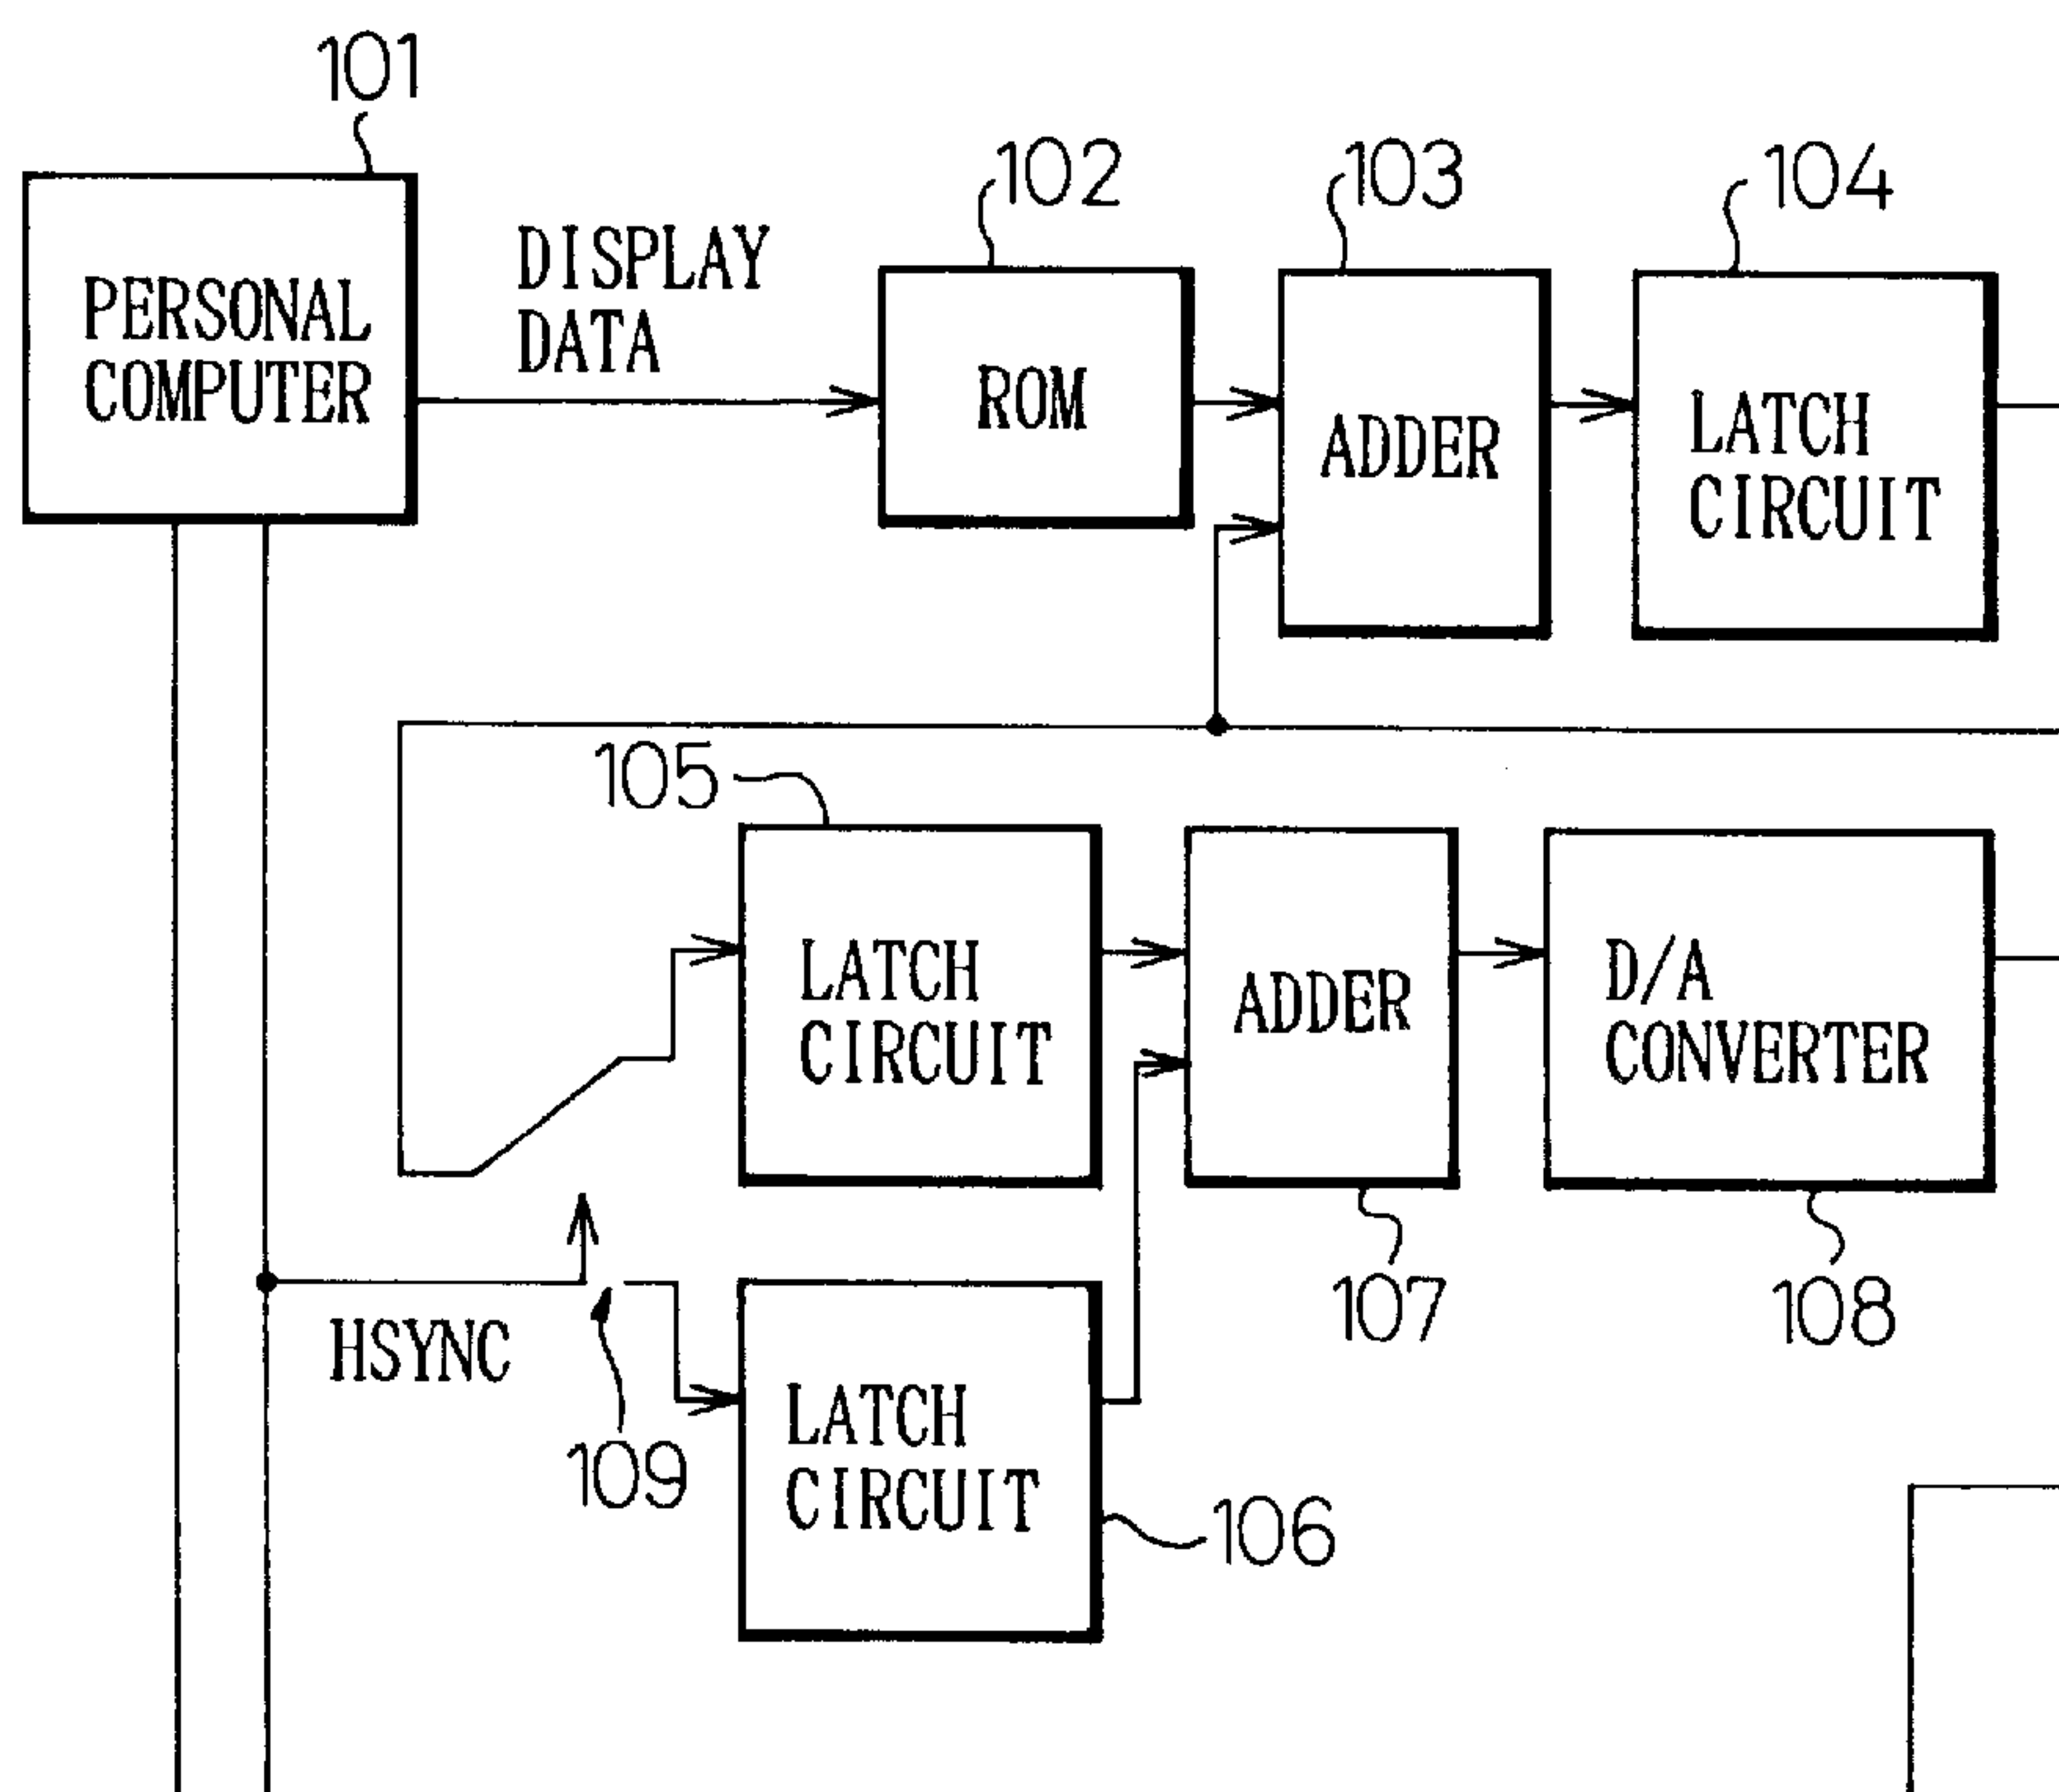 101
102
103
104
PERSONAL
COMPUTER
DISPLAY
DATA
ROM
ADDER
LATCH
CIRCUIT
105
LATCH
CIRCUIT
ADDER
D/A
CONVERTER
107
108
HSYNC
109
LATCH
CIRCUIT
106